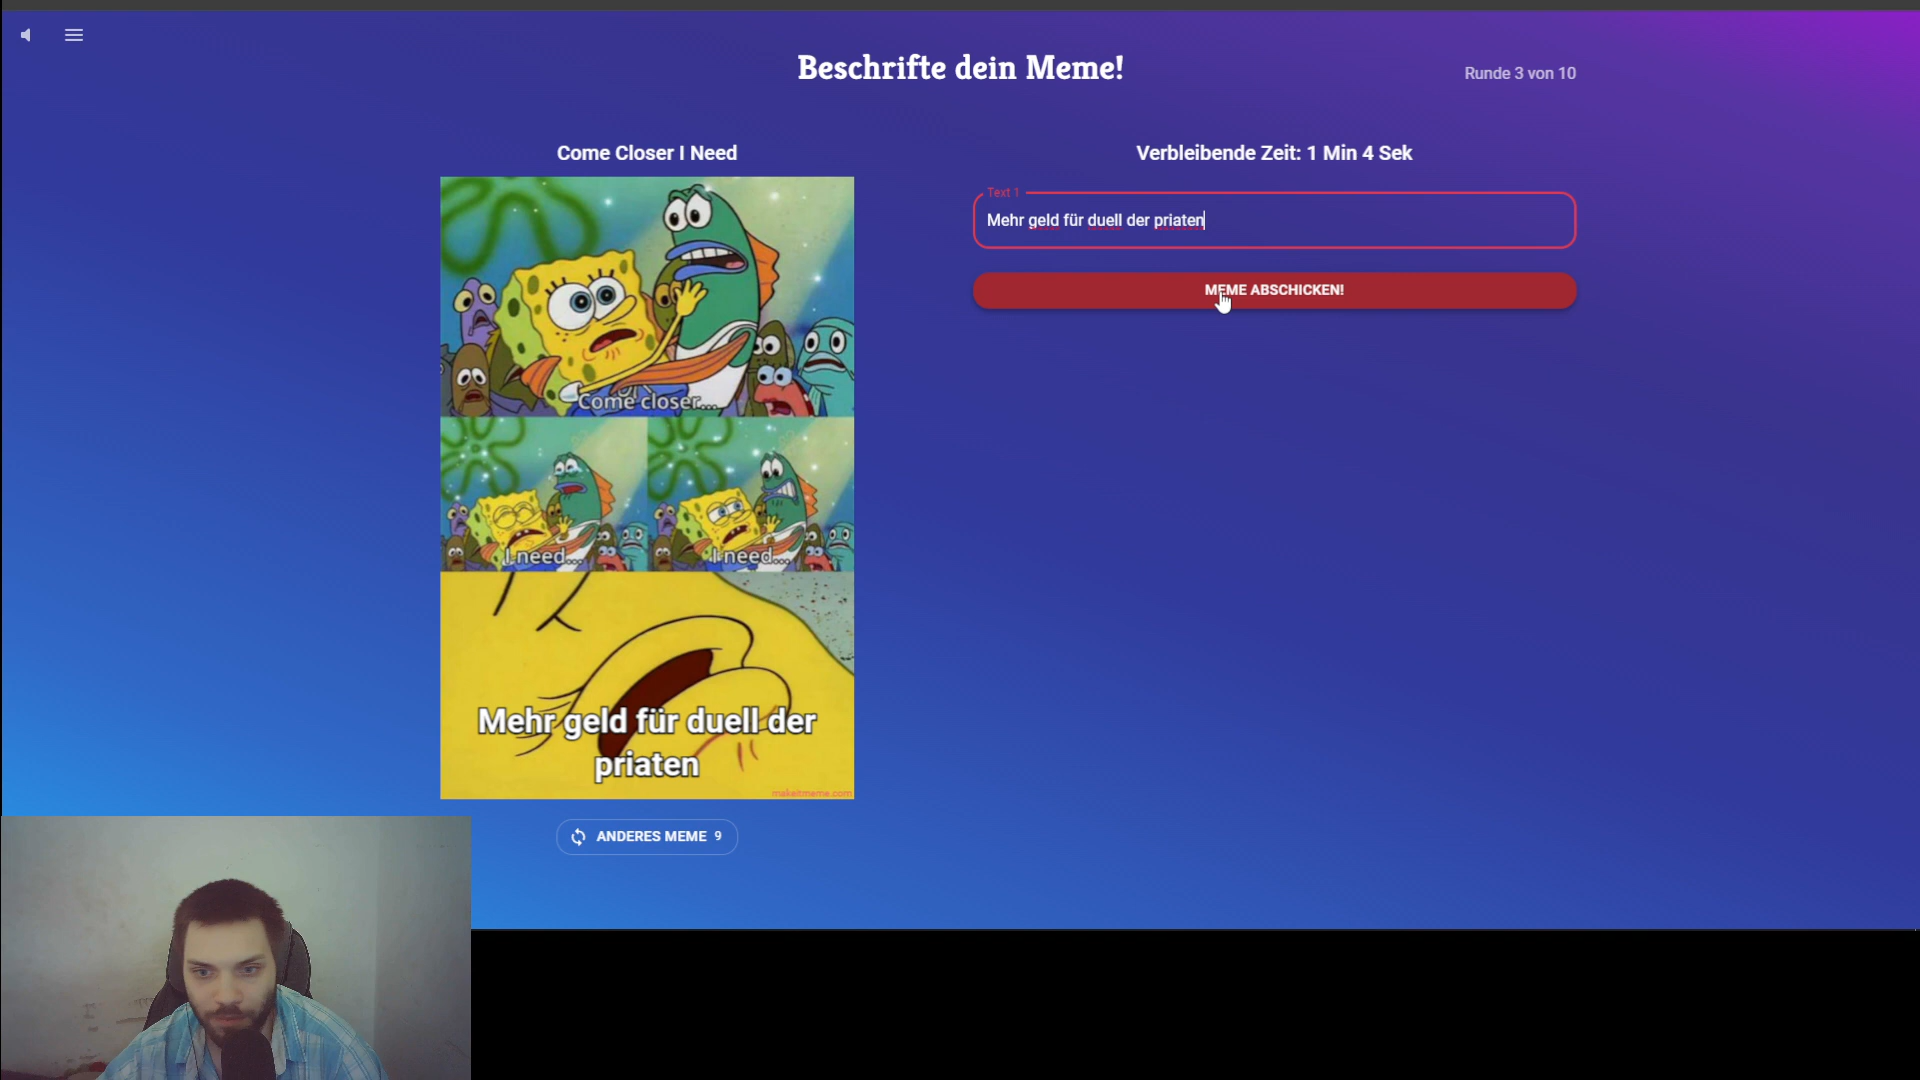 Beschrifte dein Meme!
Runde 3 von 10
Come Closer I Need
Come closer...
I need...
I need...
Mehr geld für duell der
priaten
makeitmeme.com
ANDERES MEME 9
Verbleibende Zeit: 1 Min 4 Sek
Text 1
Mehr geld für duell der priaten
MEME ABSCHICKEN!